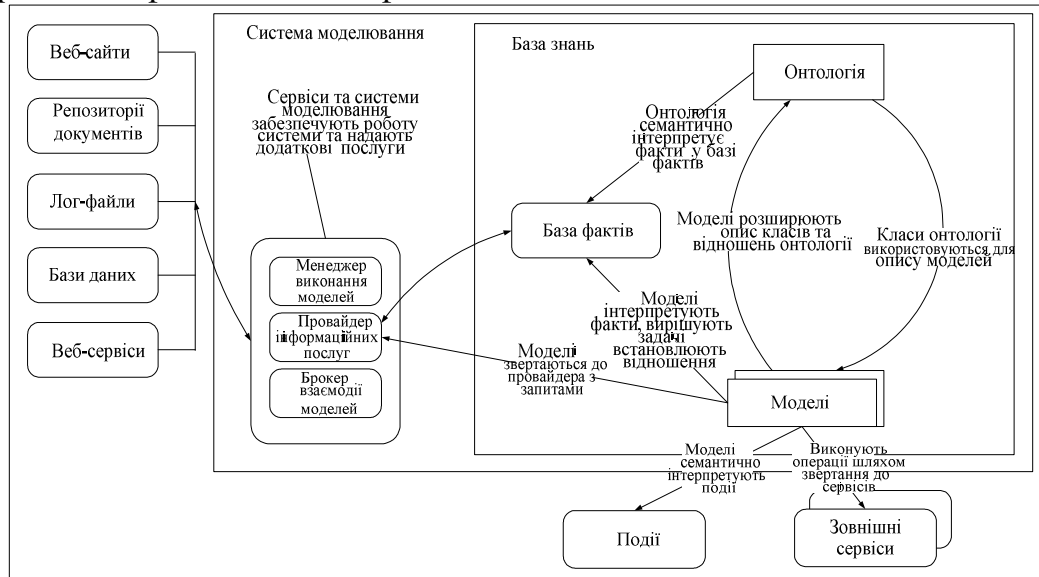 Веб-сайти
Репозиторії
документів
Лог-файли
Бази даних
Веб-сервіси
Система моделювання
Сервіси та системи
моделювання
забезпечують роботу
системи та надають
додаткові послуги
Менеджер
виконання
моделей
Провайдер
інформаційних
послуг
Брокер
взаємодії
моделей
База знань
Онтологія
Онтологія
семантично
інтерпретує
факти у базі
фактів
База фактів
Моделі розширюють
опис класів та
відношень онтології
Класи онтології
використовуються для
опису моделей
Моделі
інтерпретують
факти, вирішують
задачі
встановлюють
відношення
Моделі
звертаються до
провайдера з
запитами
Моделі
Моделі
семантично
інтерпретують
події
Виконують
операції шляхом
звертання до
сервісів
Події
Зовнішні
сервіси